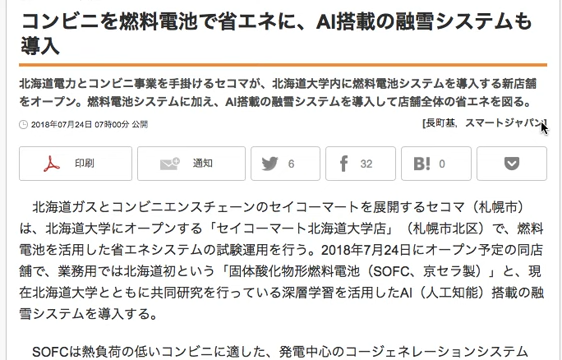 コンビニを燃料電池で省エネに、AI搭載の融雪システムも
導入
北海道電力とコンビニ事業を手掛けるセコマが、北海道大学内に燃料電池システムを導入する新店舗
をオープン。燃料電池システムに加え、AI搭載の融雪システムを導入して店舗全体の省エネを図る。
2018年07月24日 07時00分 公開
[長町基，スマートジャパン]
印刷
通知
6
32
B! 0
北海道ガスとコンビニエンスチェーンのセイコーマートを展開するセコマ（札幌市）
は、北海道大学にオープンする「セイコーマート北海道大学店」（札幌市北区）で、燃料
電池を活用した省エネシステムの試験運用を行う。2018年7月24日にオープン予定の同店
舗で、業務用では北海道初という「固体酸化物形燃料電池（SOFC、京セラ製）」と、現
在北海道大学とともに共同研究を行っている深層学習を活用したAI（人工知能）搭載の融
雪システムを導入する。
SOFCは熱負荷の低いコンビニに適した、発電中心のコージェネレーションシステム